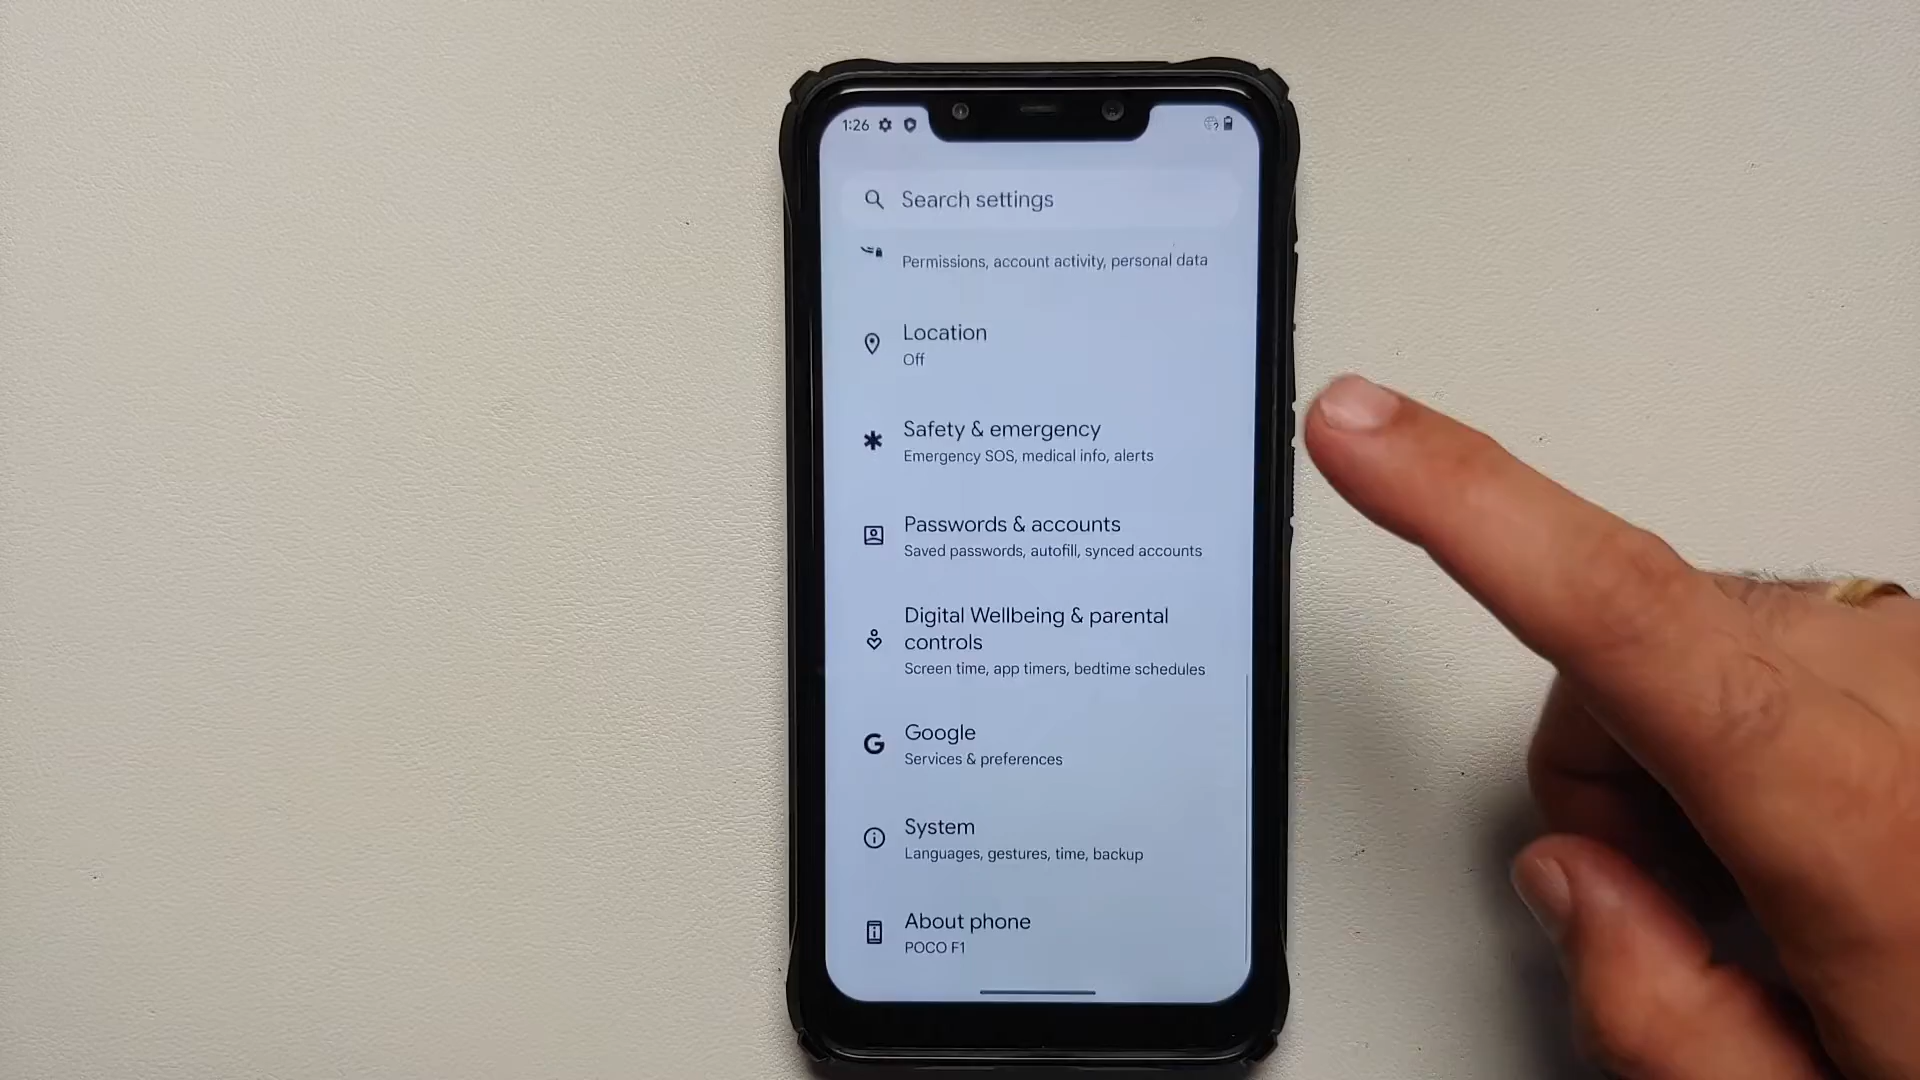 1:26
Search settings
Permissions, account activity, personal data
Location
Off
Safety & emergency
Emergency SOS, medical info, alerts
Passwords & accounts
Saved passwords, autofill, synced accounts
Digital Wellbeing & parental
controls
Screen time, app timers, bedtime schedules
Google
Services & preferences
System
Languages, gestures, time, backup
About phone
POCO F1